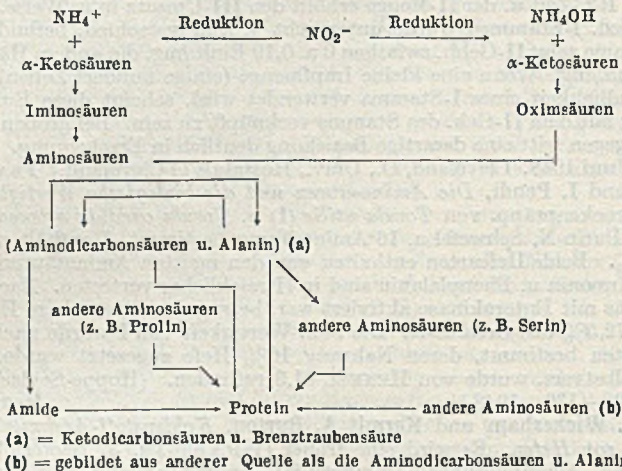 NH₄⁺ Reduktion NO₂⁻ Reduktion NH₄OH
+ +
α-Ketosäuren α-Ketosäuren
Iminosäuren Oximsäuren
Aminosäuren
(Aminodicarbonsäuren u. Alanin) (a)
andere Aminosäuren andere Aminosäuren (z. B. Serin)
(z. B. Prolin)
Amide Protein andere Aminosäuren (b)
(a) = Ketodicarbonsäuren u. Brenztraubensäure
(b) = gebildet aus anderer Quelle als die Aminodicarbonsäuren u. Alanin